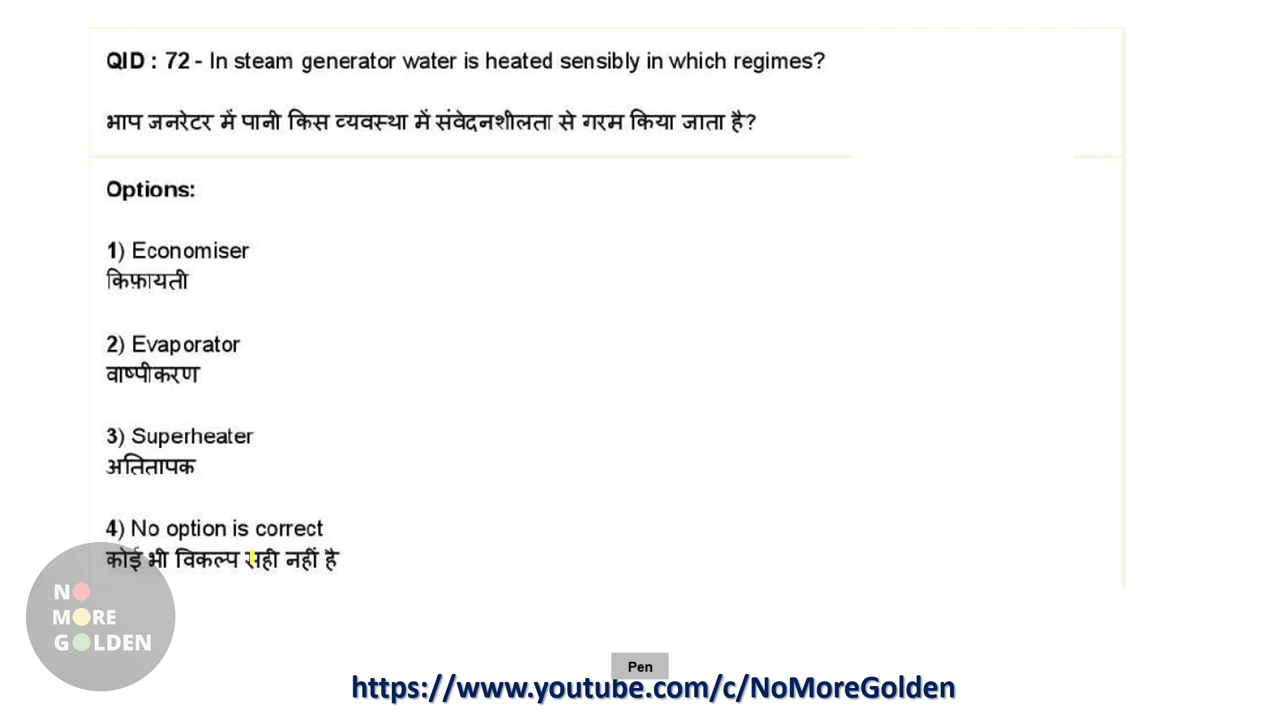 QID : 72 - In steam generator water is heated sensibly in which regimes?
भाप जनरेटर में पानी किस व्यवस्था में संवेदनशीलता से गरम किया जाता है?
Options:
1) Economiser
किफ़ायती
2) Evaporator
वाष्पीकरण
3) Superheater
अतितापक
4) No option is correct
कोई भी विकल्प सही नहीं है
NO
MORE
GOLDEN
Pen
https://www.youtube.com/c/NoMoreGolden